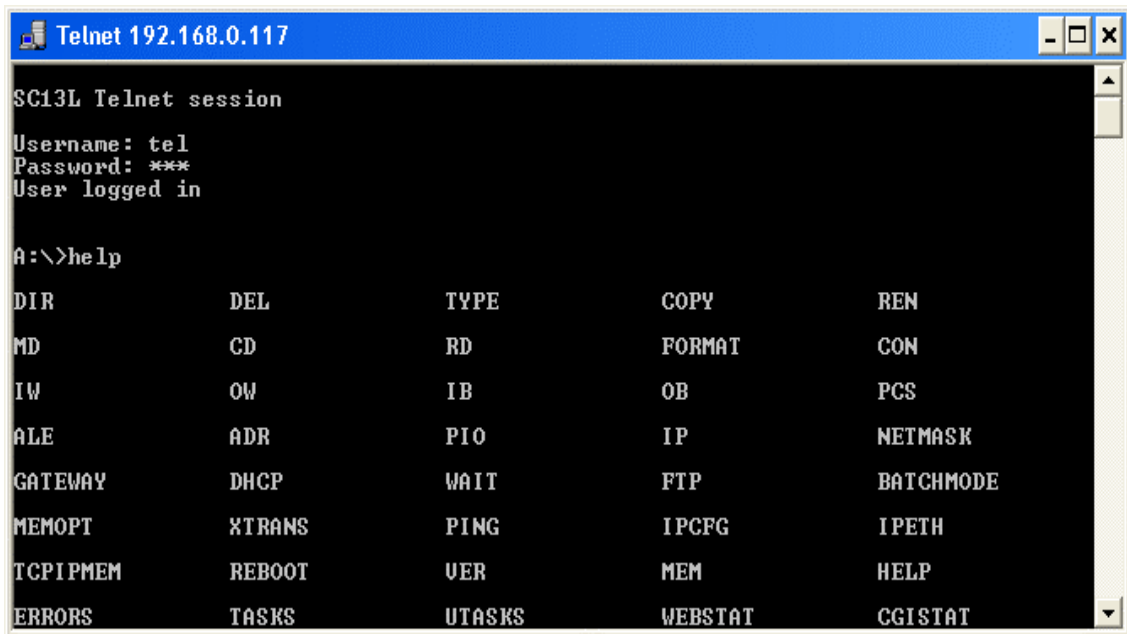 Telnet 192.168.0.117
SC13L Telnet session
Username: tel
Password: ***
User logged in
A:\>help
DIR DEL TYPE COPY REN
MD CD RD FORMAT CON
IW OW IB OB PCS
ALE ADR PIO IP NETMASK
GATEWAY DHCP WAIT FTP BATCHMODE
MEMOPT XTRANS PING IPCFG IPETH
TCPIPMEM REBOOT VER MEM HELP
ERRORS TASKS UTASKS WEBSTAT CGISTAT